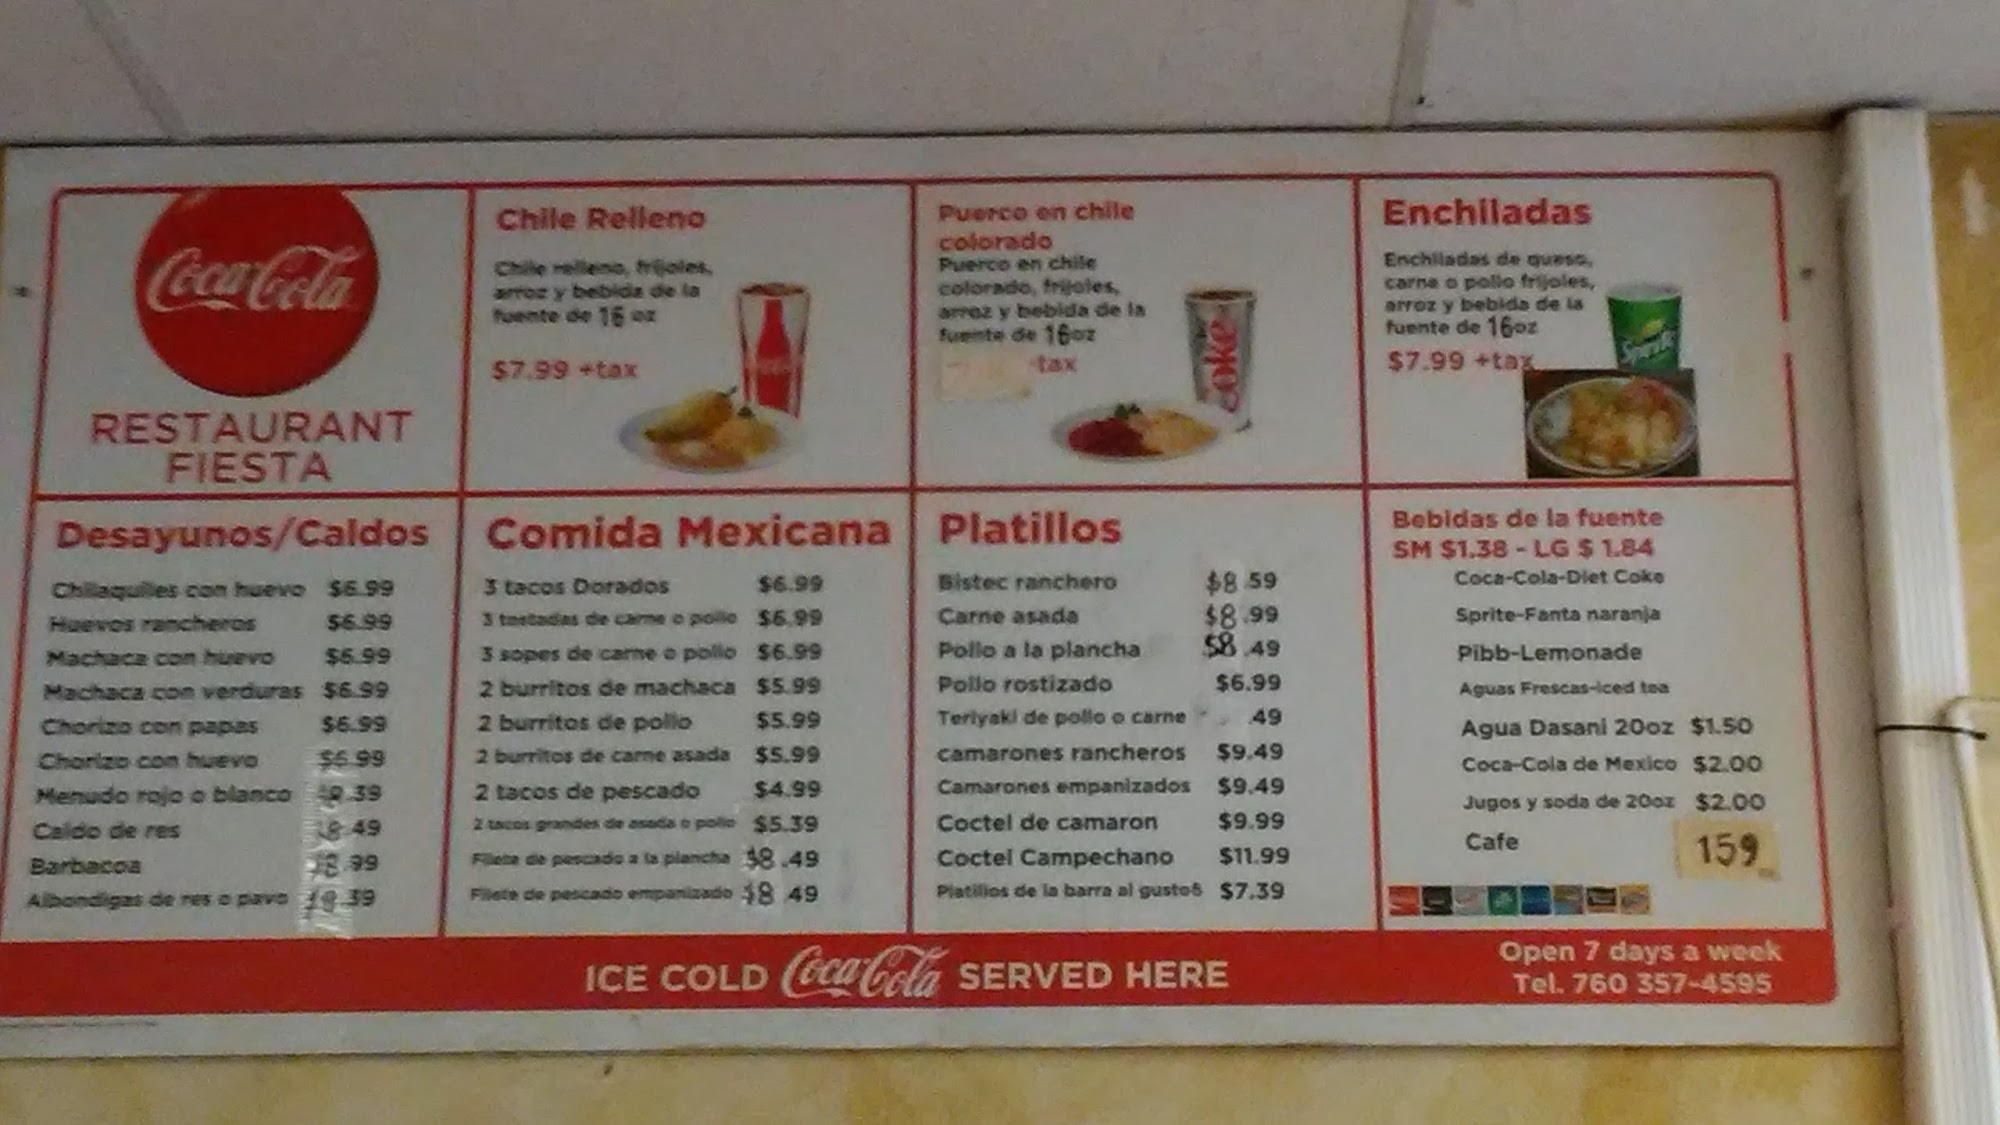 Coca-Cola
RESTAURANT
FIESTA
Chile Relleno
Chile relleno, frijoles,
arroz y bebida de la
fuente de 16 oz
$7.99 +tax
Puerco en chile
colorado
Puerco en chile
colorado, frijoles,
arroz y bebida de la
fuente de 16oz
tax
Coke
Enchiladas
Enchiladas de queso,
carne o pollo frijoles,
arroz y bebida de la
fuente de 16oz
$7.99 +tax
Sprite
Desayunos/Caldos
Chilaquiles con huevo $6.99
Huevos rancheros $6.99
Machaca con huevo $6.99
Machaca con verduras $6.99
Chorizo con papas $6.99
Chorizo con huevo $6.99
Menudo rojo o blanco .39
Caldo de res 8 49
Barbacoa 8.99
Albondigas de res o pavo .39
Comida Mexicana
3 tacos Dorados $6.99
3 tostadas de carne o pollo $6.99
3 sopes de carne o pollo $6.99
2 burritos de machaca $5.99
2 burritos de pollo $5.99
2 burritos de carne asada $5.99
2 tacos de pescado $4.99
2 tacos grandes de asada o pollo $5.39
Filete de pescado a la plancha $8.49
Filete de pescado empanizado $8 49
Platillos
Bistec ranchero $8.59
Carne asada $8.99
Pollo a la plancha $8.49
Pollo rostizado $6.99
Teriyaki de pollo o carne .49
camarones rancheros $9.49
Camarones empanizados $9.49
Coctel de camaron $9.99
Coctel Campechano $11.99
Platillos de la barra al gusto6 $7.39
Bebidas de la fuente
SM $1.38 - LG $ 1.84
Coca-Cola-Diet Coke
Sprite-Fanta naranja
Pibb-Lemonade
Aguas Frescas-iced tea
Agua Dasani 20oz $1.50
Coca-Cola de Mexico $2.00
Jugos y soda de 20oz $2.00
Cafe 159
ICE COLD Coca-Cola SERVED HERE
Open 7 days a week
Tel. 760 357-4595